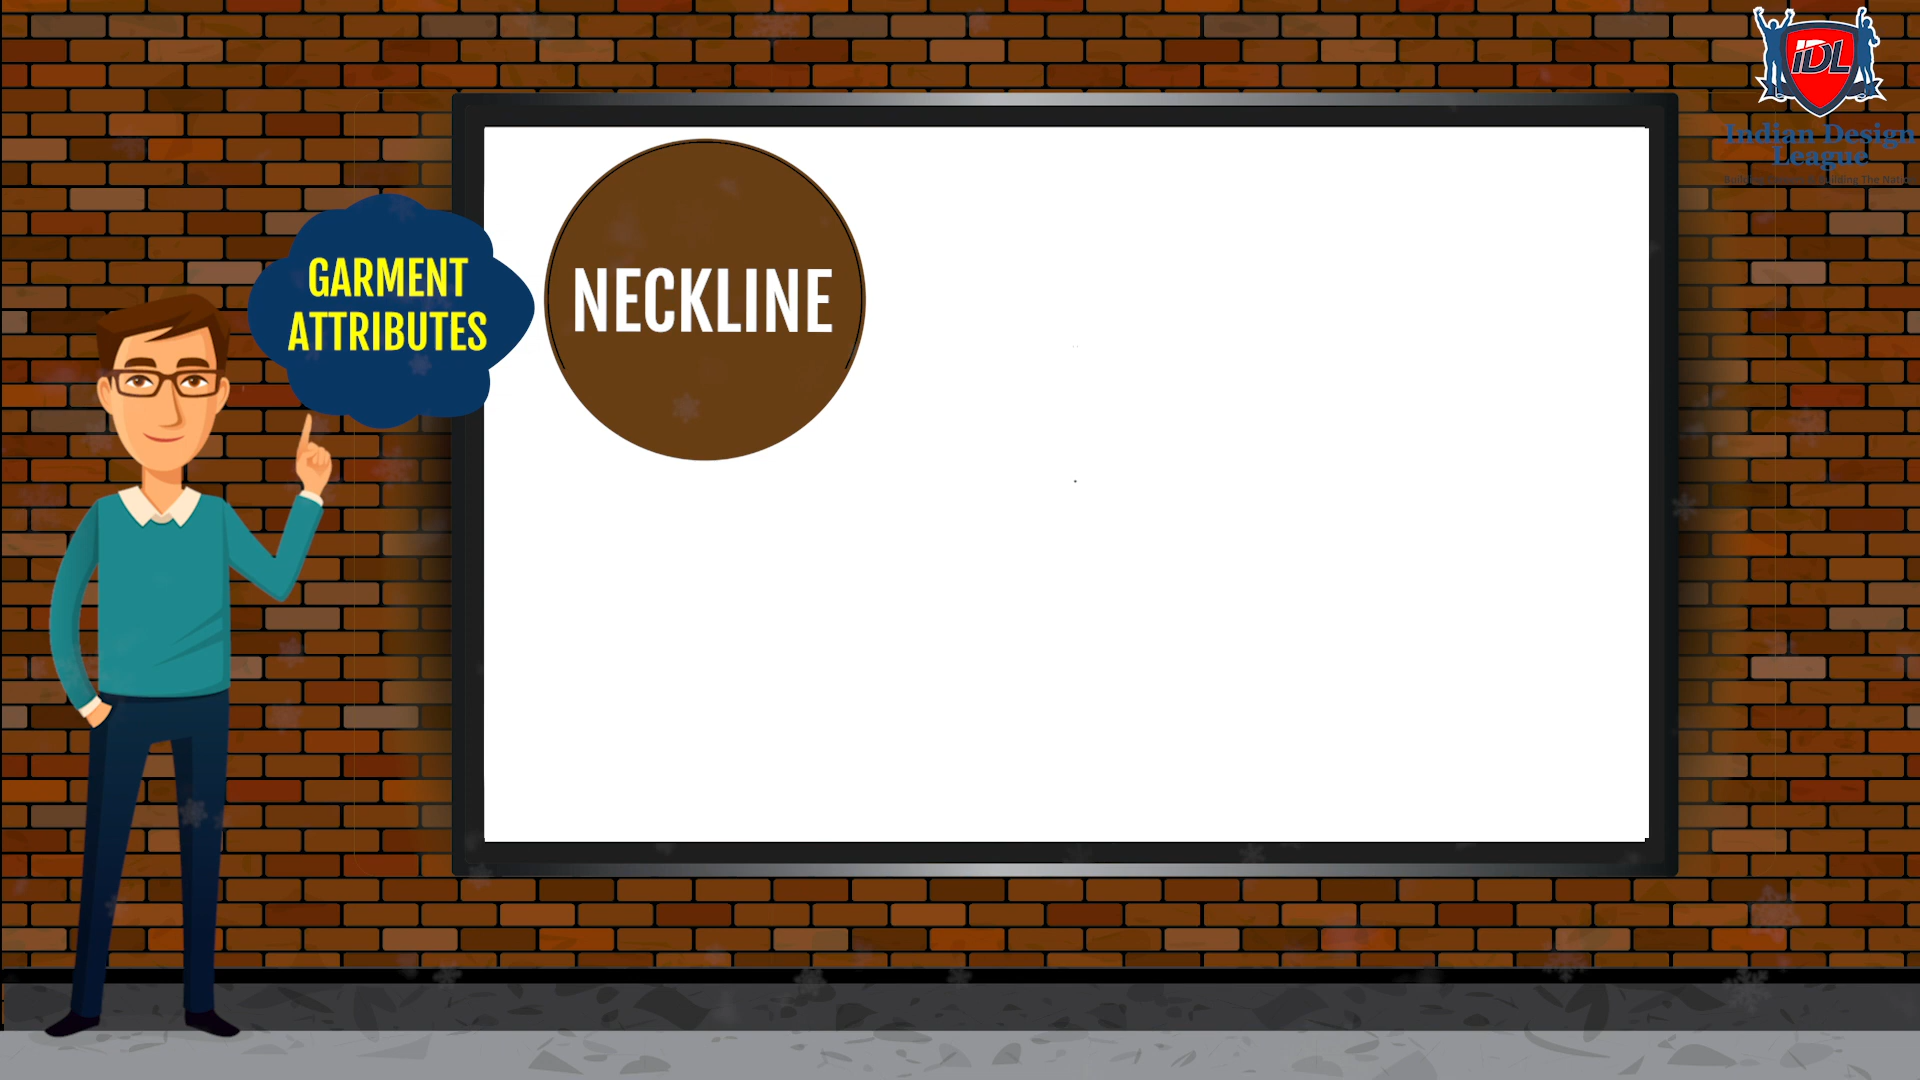 IDL
Indian Design
League
GARMENT
ATTRIBUTES
NECKLINE